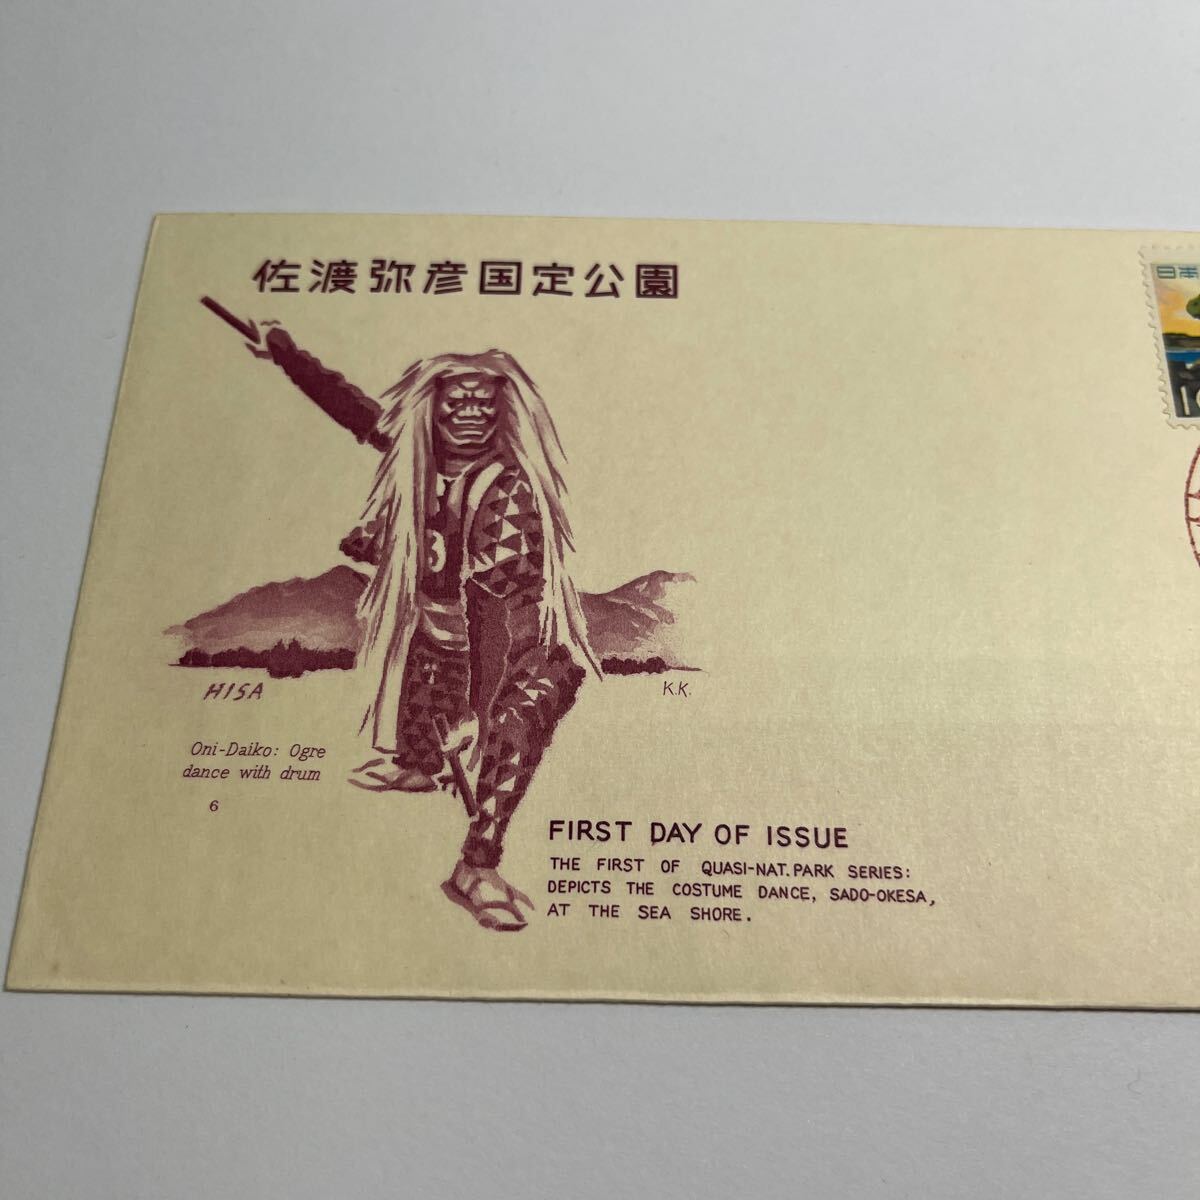 佐渡弥彦国定公園
日本
HISA
K.K.
Oni-Daiko: Ogre
dance with drum
6
FIRST DAY OF ISSUE
THE FIRST OF QUASI-NAT. PARK SERIES:
DEPICTS THE COSTUME DANCE, SADO-OKESA,
AT THE SEA SHORE.